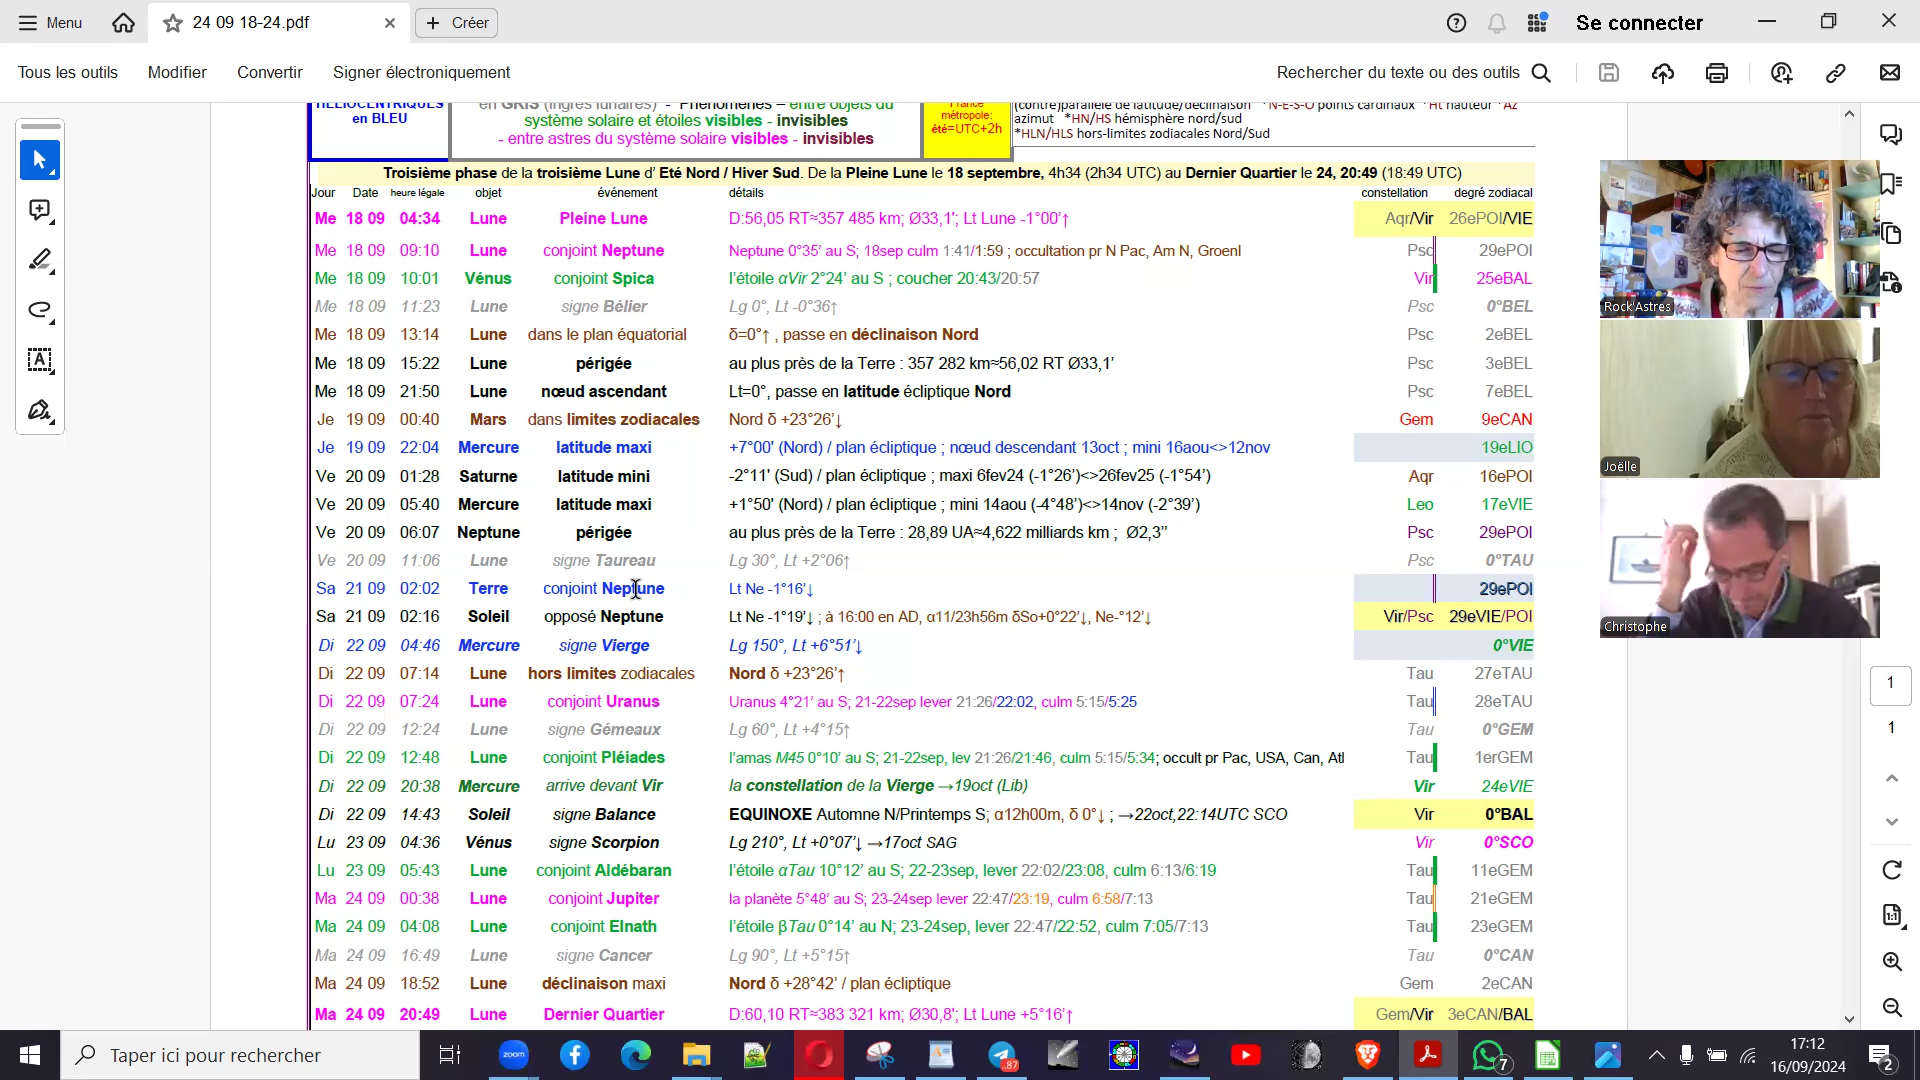 Menu
24 09 18-24.pdf
Créer
Se connecter
Tous les outils
Modifier
Convertir
Signer électroniquement
Rechercher du texte ou des outils
HELIOCENTRIQUES
en BLEU
en GRIS (ingrès lunaires) - Phénomènes – entre objets du
système solaire et étoiles visibles - invisibles
- entre astres du système solaire visibles - invisibles
France
métropole:
été=UTC+2h
(contre)parallèle de latitude/déclinaison *N-E-S-O points cardinaux *Ht hauteur *Az
azimut *HN/HS hémisphère nord/sud
*HLN/HLS hors-limites zodiacales Nord/Sud
Troisième phase de la troisième Lune d' Eté Nord / Hiver Sud. De la Pleine Lune le 18 septembre, 4h34 (2h34 UTC) au Dernier Quartier le 24, 20:49 (18:49 UTC)
Jour Date heure légale objet événement détails constellation degré zodiacal
Me 18 09 04:34 Lune Pleine Lune D:56,05 RT≈357 485 km; Ø33,1'; Lt Lune -1°00'↑ Aqr/Vir 26ePOI/VIE
Me 18 09 09:10 Lune conjoint Neptune Neptune 0°35' au S; 18sep culm 1:41/1:59 ; occultation pr N Pac, Am N, Groenl Psc 29ePOI
Me 18 09 10:01 Vénus conjoint Spica l'étoile αVir 2°24' au S ; coucher 20:43/20:57 Vir 25eBAL
Me 18 09 11:23 Lune signe Bélier Lg 0°, Lt -0°36'↑ Psc 0°BEL
Me 18 09 13:14 Lune dans le plan équatorial δ=0°↑ , passe en déclinaison Nord Psc 2eBEL
Me 18 09 15:22 Lune périgée au plus près de la Terre : 357 282 km≈56,02 RT Ø33,1' Psc 3eBEL
Me 18 09 21:50 Lune nœud ascendant Lt=0°, passe en latitude écliptique Nord Psc 7eBEL
Je 19 09 00:40 Mars dans limites zodiacales Nord δ +23°26'↓ Gem 9eCAN
Je 19 09 22:04 Mercure latitude maxi +7°00' (Nord) / plan écliptique ; nœud descendant 13oct ; mini 16aou<>12nov 19eLIO
Ve 20 09 01:28 Saturne latitude mini -2°11' (Sud) / plan écliptique ; maxi 6fev24 (-1°26')<>26fev25 (-1°54') Aqr 16ePOI
Ve 20 09 05:40 Mercure latitude maxi +1°50' (Nord) / plan écliptique ; mini 14aou (-4°48')<>14nov (-2°39') Leo 17eVIE
Ve 20 09 06:07 Neptune périgée au plus près de la Terre : 28,89 UA≈4,622 milliards km ; Ø2,3'' Psc 29ePOI
Ve 20 09 11:06 Lune signe Taureau Lg 30°, Lt +2°06↑ Psc 0°TAU
Sa 21 09 02:02 Terre conjoint Neptune Lt Ne -1°16'↓ 29ePOI
Sa 21 09 02:16 Soleil opposé Neptune Lt Ne -1°19'↓ ; à 16:00 en AD, α11/23h56m δSo+0°22'↓, Ne-°12'↓ Vir/Psc 29eVIE/POI
Di 22 09 04:46 Mercure signe Vierge Lg 150°, Lt +6°51'↓ 0°VIE
Di 22 09 07:14 Lune hors limites zodiacales Nord δ +23°26'↑ Tau 27eTAU
Di 22 09 07:24 Lune conjoint Uranus Uranus 4°21' au S; 21-22sep lever 21:26/22:02, culm 5:15/5:25 Tau 28eTAU
Di 22 09 12:24 Lune signe Gémeaux Lg 60°, Lt +4°15↑ Tau 0°GEM
Di 22 09 12:48 Lune conjoint Pléiades l'amas M45 0°10' au S; 21-22sep, lev 21:26/21:46, culm 5:15/5:34; occult pr Pac, USA, Can, Atl Tau 1erGEM
Di 22 09 20:38 Mercure arrive devant Vir la constellation de la Vierge →19oct (Lib) Vir 24eVIE
Di 22 09 14:43 Soleil signe Balance EQUINOXE Automne N/Printemps S; α12h00m, δ 0°↓ ; →22oct,22:14UTC SCO Vir 0°BAL
Lu 23 09 04:36 Vénus signe Scorpion Lg 210°, Lt +0°07'↓ →17oct SAG Vir 0°SCO
Lu 23 09 05:43 Lune conjoint Aldébaran l'étoile αTau 10°12' au S; 22-23sep, lever 22:02/23:08, culm 6:13/6:19 Tau 11eGEM
Ma 24 09 00:38 Lune conjoint Jupiter la planète 5°48' au S; 23-24sep lever 22:47/23:19, culm 6:58/7:13 Tau 21eGEM
Ma 24 09 04:08 Lune conjoint Elnath l'étoile βTau 0°14' au N; 23-24sep, lever 22:47/22:52, culm 7:05/7:13 Tau 23eGEM
Ma 24 09 16:49 Lune signe Cancer Lg 90°, Lt +5°15↑ Tau 0°CAN
Ma 24 09 18:52 Lune déclinaison maxi Nord δ +28°42' / plan écliptique Gem 2eCAN
Ma 24 09 20:49 Lune Dernier Quartier D:60,10 RT≈383 321 km; Ø30,8'; Lt Lune +5°16'↑ Gem/Vir 3eCAN/BAL
Rock'Astres
Joëlle
Christophe
1
1
Taper ici pour rechercher
zoom
87
7
17:12
16/09/2024
2